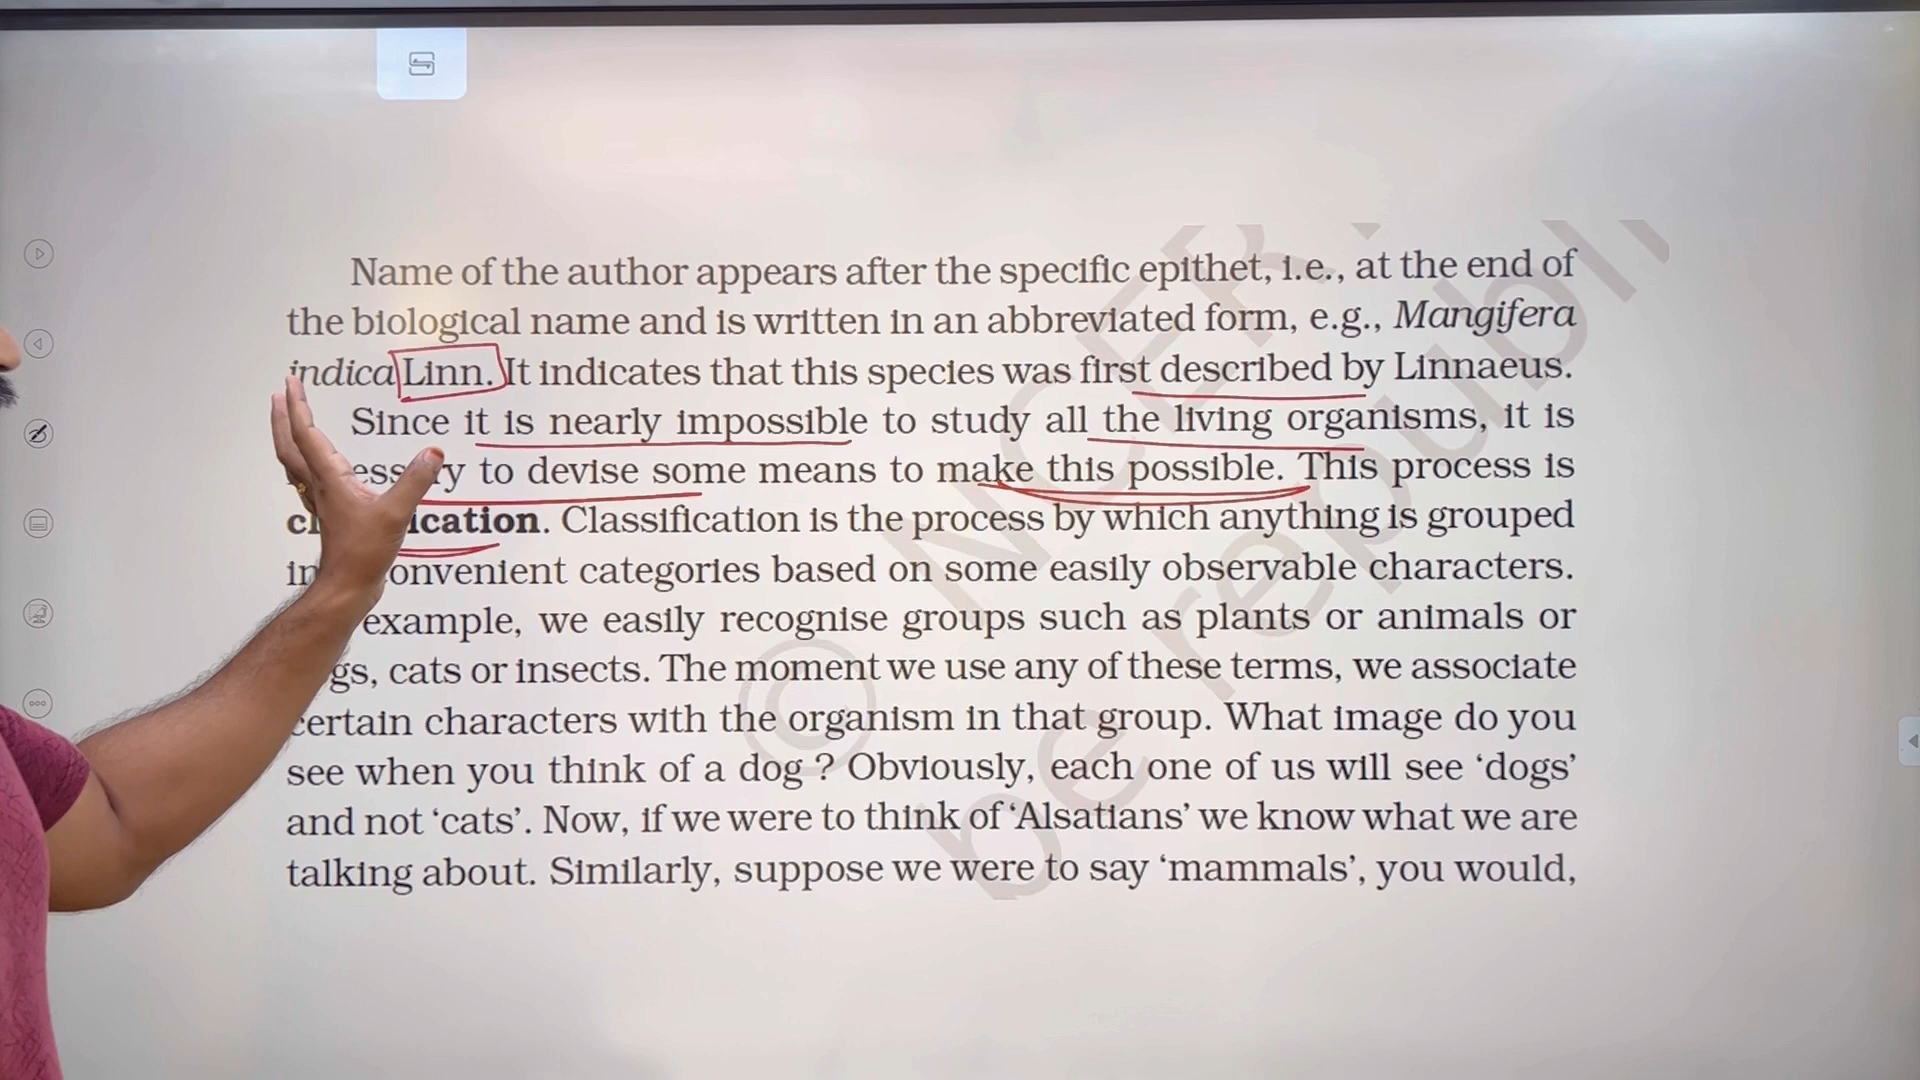 Name of the author appears after the specific epithet, i.e., at the end of
the biological name and is written in an abbreviated form, e.g., Mangifera
indica Linn. It indicates that this species was first described by Linnaeus.
Since it is nearly impossible to study all the living organisms, it is
to devise some means to make this possible. This process is
. Classification is the process by which anything is grouped
convenient categories based on some easily observable characters.
example, we easily recognise groups such as plants or animals or
cats or insects. The moment we use any of these terms, we associate
certain characters with the organism in that group. What image do you
see when you think of a dog ? Obviously, each one of us will see ‘dogs’
and not ‘cats’. Now, if we were to think of ‘Alsatians’ we know what we are
talking about. Similarly, suppose we were to say ‘mammals’, you would,
© NCERT
be republi